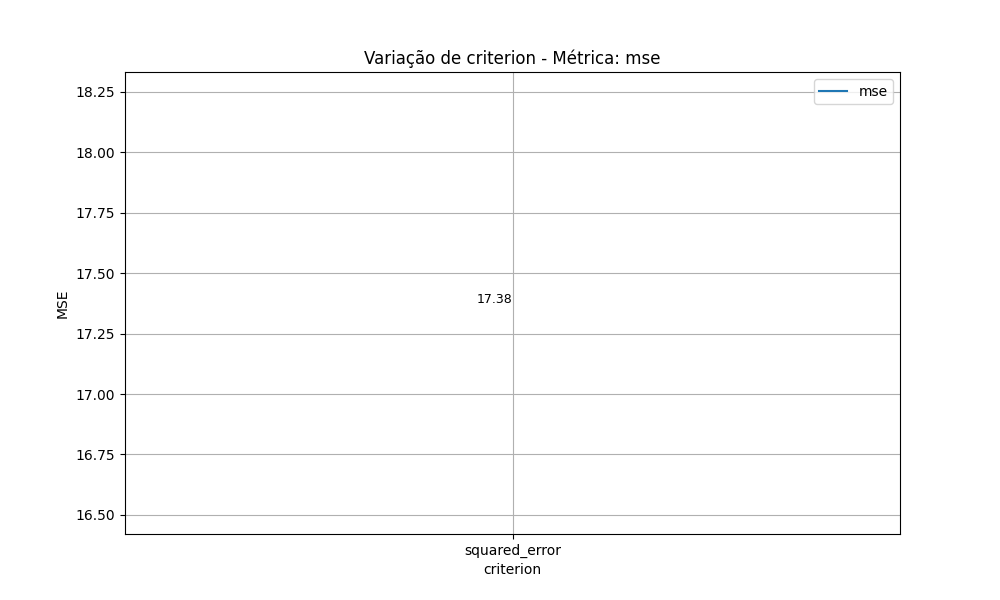 Variação de criterion - Métrica: mse
mse
18.25
18.00
17.75
17.50
17.38
17.25
17.00
16.75
16.50
MSE
squared_error
criterion